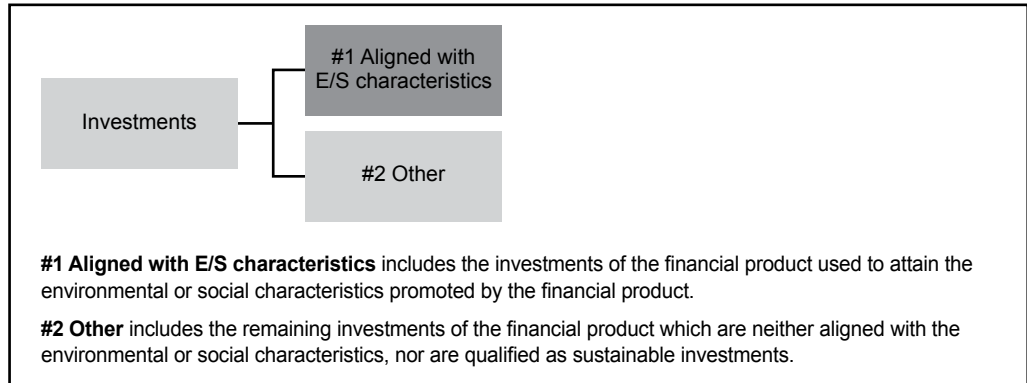 #1 Aligned with
E/S characteristics
Investments
#2 Other
#1 Aligned with E/S characteristics includes the investments of the financial product used to attain the
environmental or social characteristics promoted by the financial product.
#2 Other includes the remaining investments of the financial product which are neither aligned with the
environmental or social characteristics, nor are qualified as sustainable investments.